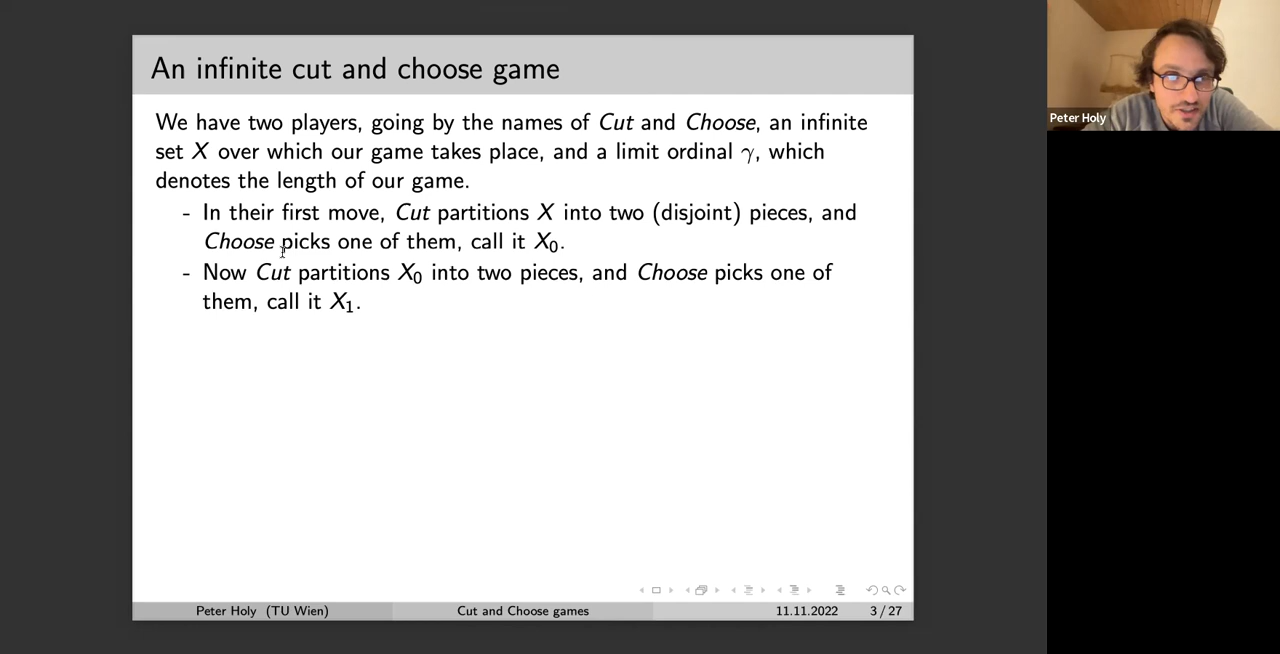 An infinite cut and choose game
We have two players, going by the names of Cut and Choose, an infinite
set X over which our game takes place, and a limit ordinal γ, which
denotes the length of our game.
- In their first move, Cut partitions X into two (disjoint) pieces, and
Choose picks one of them, call it X₀.
- Now Cut partitions X₀ into two pieces, and Choose picks one of
them, call it X₁.
Peter Holy (TU Wien) Cut and Choose games 11.11.2022 3 / 27
Peter Holy